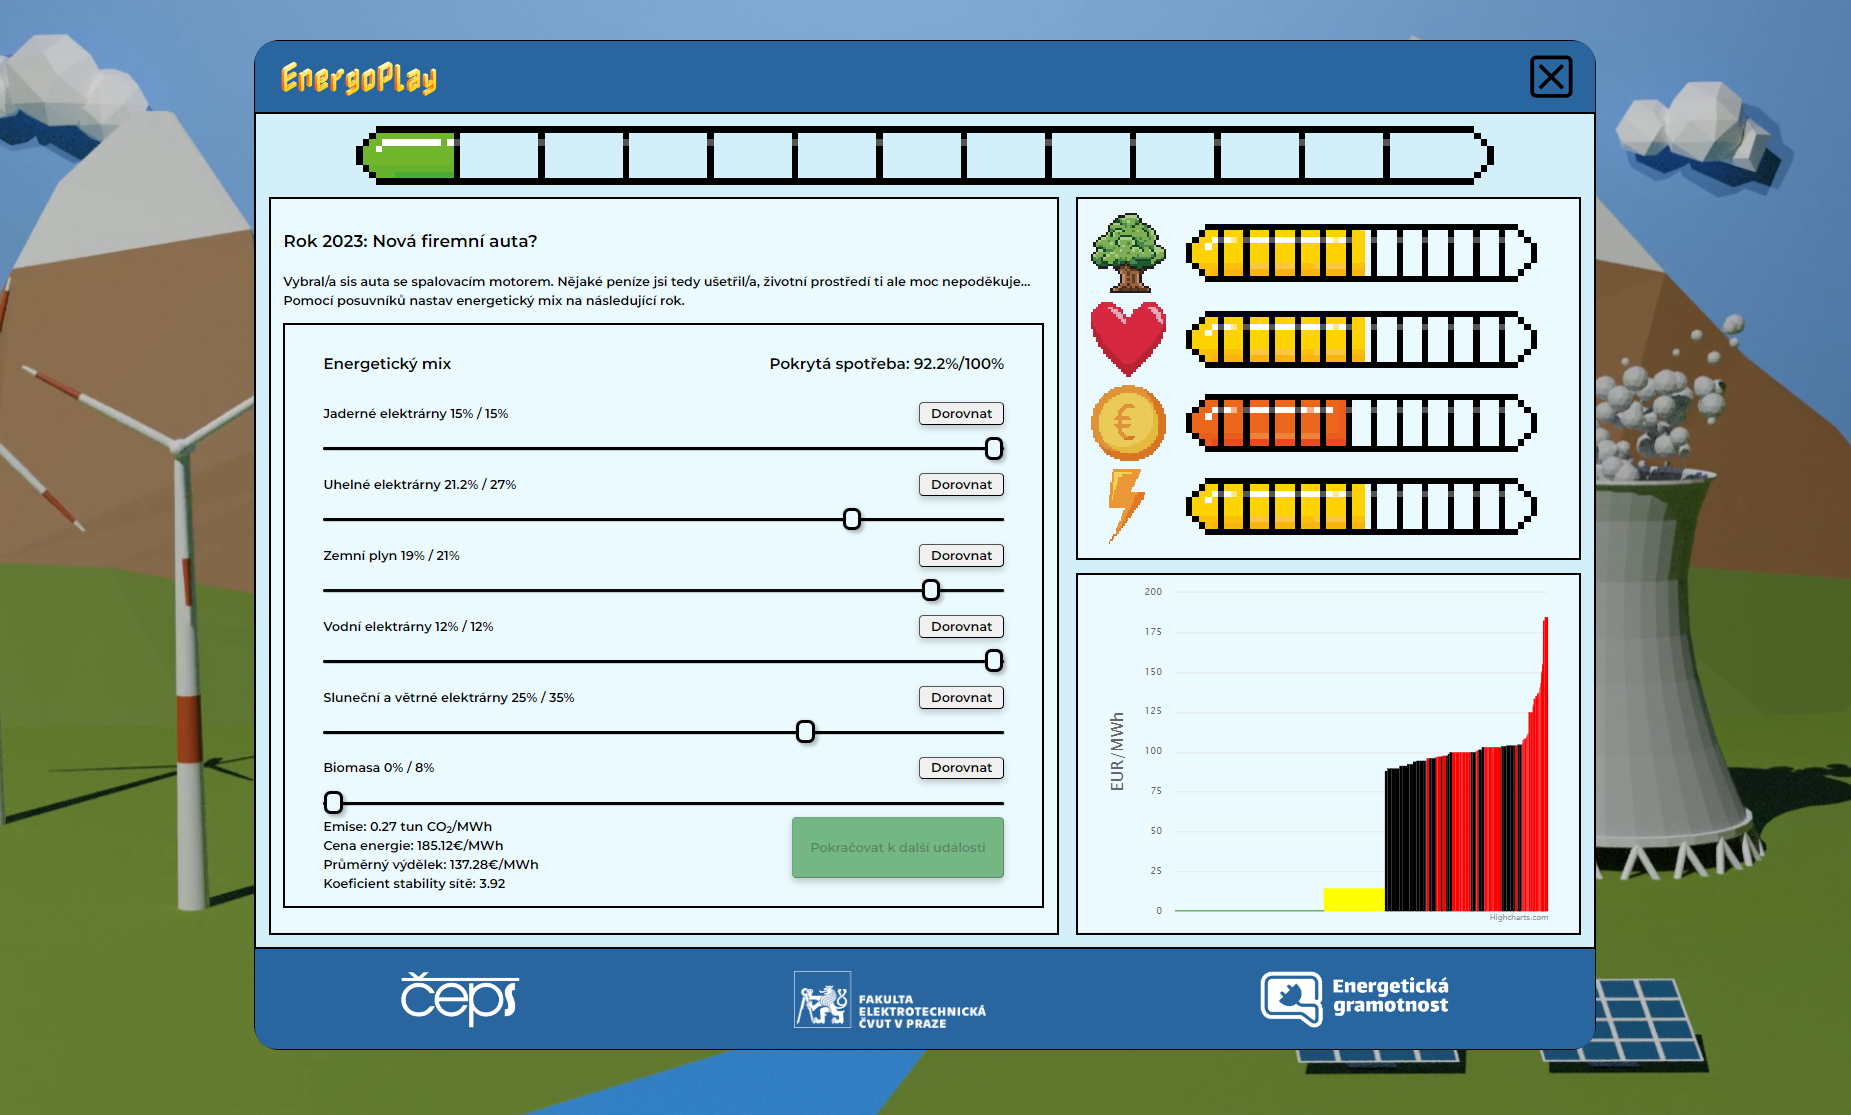 EnergoPlay
Rok 2023: Nová firemní auta?
Vybral/a sis auta se spalovacím motorem. Nějaké peníze jsi tedy ušetřil/a, životní prostředí ti ale moc nepoděkuje...
Pomocí posuvníků nastav energetický mix na následující rok.
Energetický mix
Pokrytá spotřeba: 92.2%/100%
Jaderné elektrárny 15% / 15%
Dorovnat
Uhelné elektrárny 21.2% / 27%
Dorovnat
Zemní plyn 19% / 21%
Dorovnat
Vodní elektrárny 12% / 12%
Dorovnat
Sluneční a větrné elektrárny 25% / 35%
Dorovnat
Biomasa 0% / 8%
Dorovnat
Emise: 0.27 tun CO₂/MWh
Cena energie: 185.12€/MWh
Průměrný výdělek: 137.28€/MWh
Koeficient stability sítě: 3.92
Pokračovat k další události
€
EUR/MWh
200
175
150
125
100
75
50
25
0
Highcharts.com
čeps
FAKULTA
ELEKTROTECHNICKÁ
ČVUT V PRAZE
Energetická
gramotnost